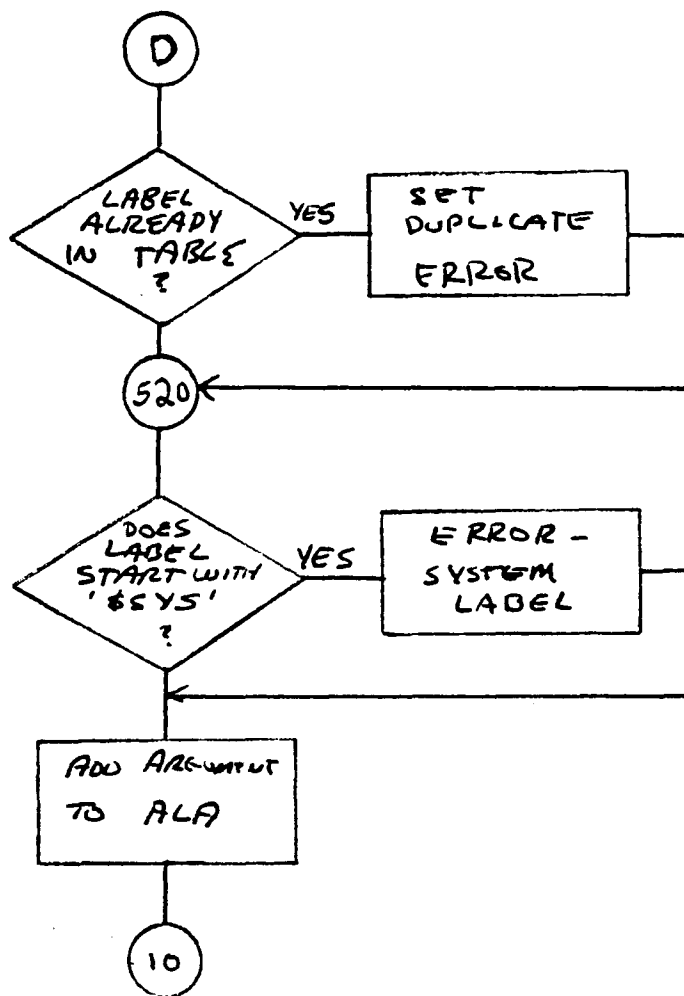 D
LABEL
ALREADY
IN TABLE
?
YES
SET
DUPLICATE
ERROR
520
DOES
LABEL
START WITH
'$SYS'
?
YES
ERROR -
SYSTEM
LABEL
ADD ARGUMENT
TO ALA
10